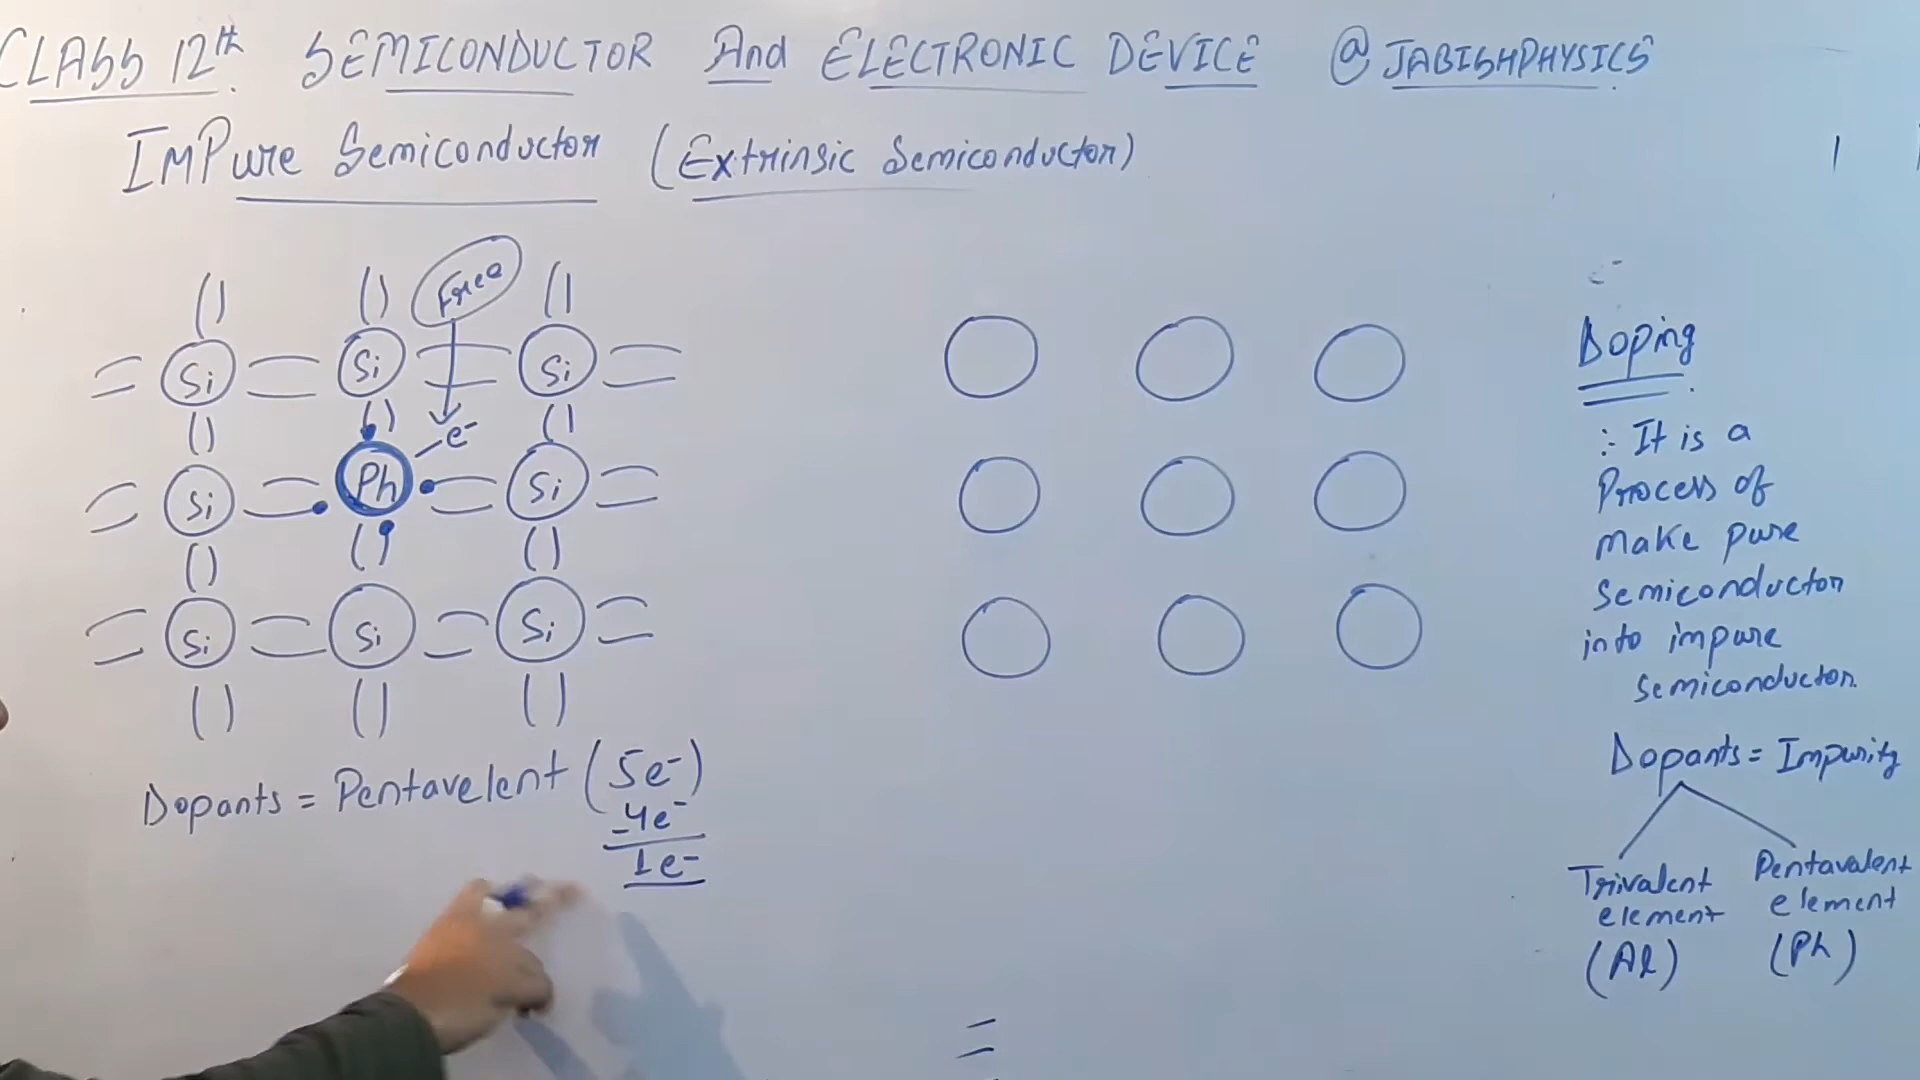 CLASS 12th SEMICONDUCTOR And ELECTRONIC DEVICE @JABISHPHYSICS
ImPure Semiconductor (Extrinsic Semiconductor)
Free
Si Si Si
e-
Si Ph Si
Si Si Si
Dopants = Pentavelent (5e-)
-4e-
1e-
e-
Doping
: It is a
Process of
make pure
semiconductor
into impure
semiconductor.
Dopants = Impurity
Trivalent
element
(Al)
Pentavalent
element
(Ph)
=